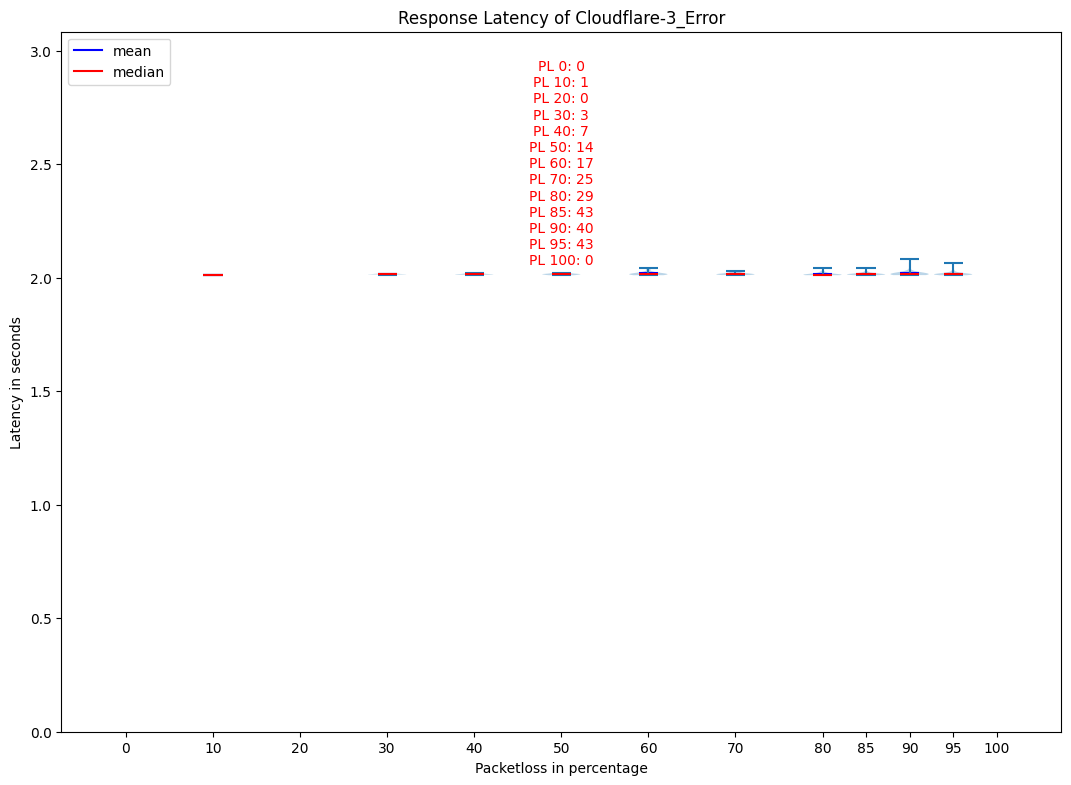 Response Latency of Cloudflare-3_Error
mean
median
PL 0: 0
PL 10: 1
PL 20: 0
PL 30: 3
PL 40: 7
PL 50: 14
PL 60: 17
PL 70: 25
PL 80: 29
PL 85: 43
PL 90: 40
PL 95: 43
PL 100: 0
3.0
2.5
2.0
1.5
1.0
0.5
0.0
Latency in seconds
0 10 20 30 40 50 60 70 80 85 90 95 100
Packetloss in percentage